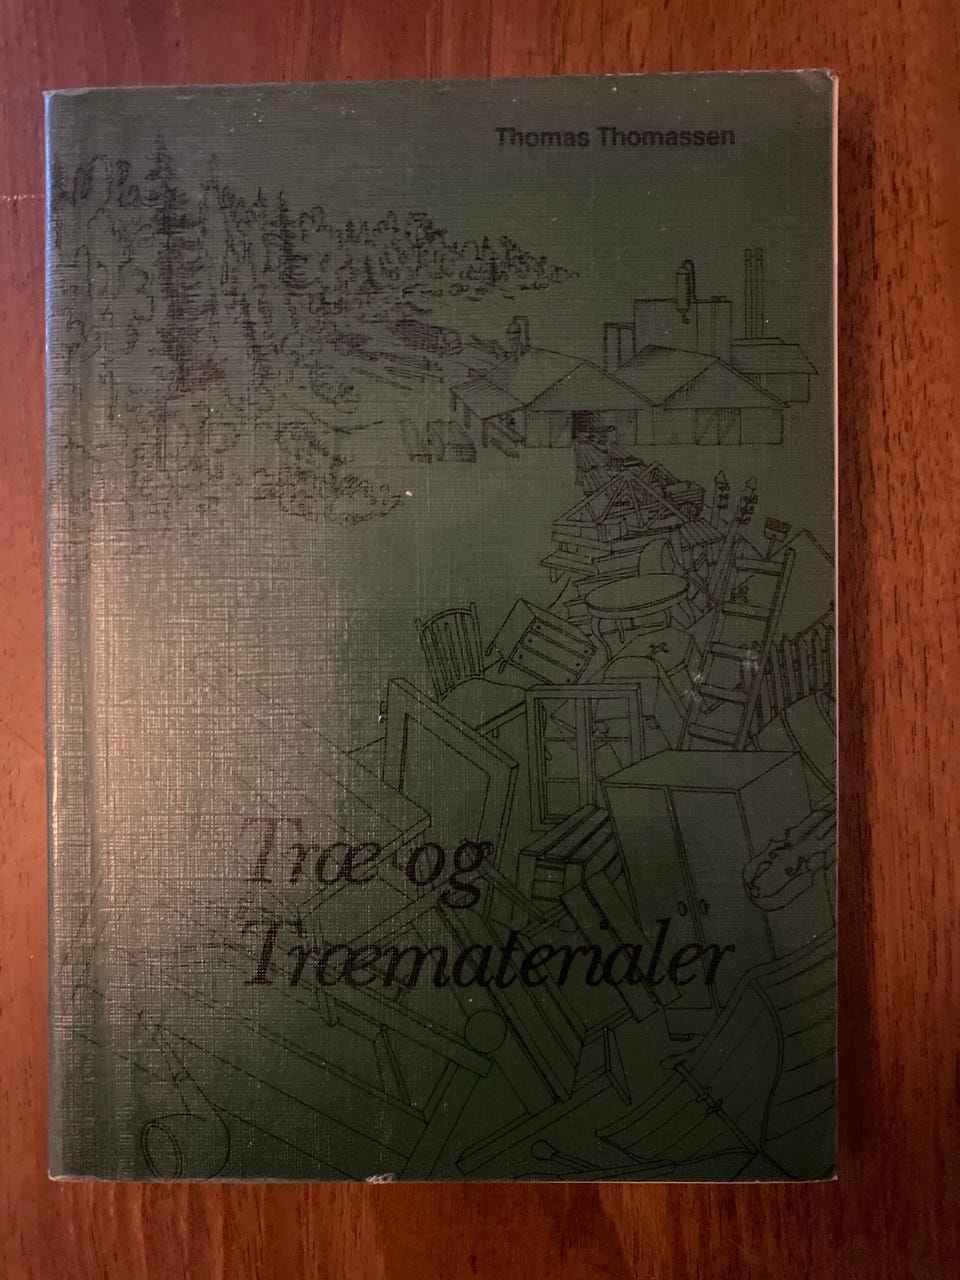 Thomas Thomassen
Træ og
Træmaterialer